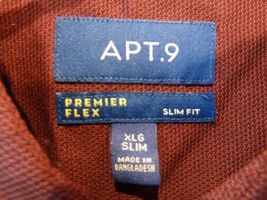 APT.9
PREMIER
FLEX
SLIM FIT
XLG
SLIM
MADE IN
BANGLADESH